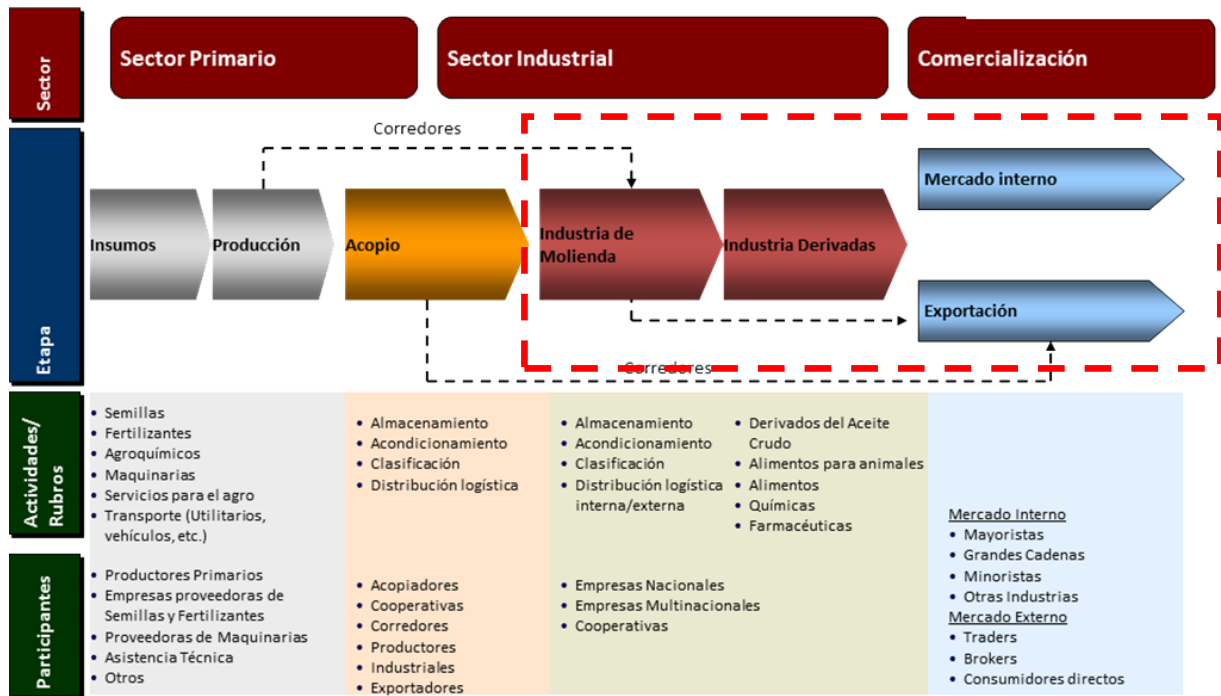 Sector
Sector Primario
Sector Industrial
Comercialización
Etapa
Corredores
Insumos
Producción
Acopio
Industria de
Molienda
Industria Derivadas
Mercado interno
Exportación
Corredores
Actividades/
Rubros
• Semillas
• Fertilizantes
• Agroquímicos
• Maquinarias
• Servicios para el agro
• Transporte (Utilitarios,
vehículos, etc.)
• Almacenamiento
• Acondicionamiento
• Clasificación
• Distribución logística
• Almacenamiento
• Acondicionamiento
• Clasificación
• Distribución logística
interna/externa
• Derivados del Aceite
Crudo
• Alimentos para animales
• Alimentos
• Químicas
• Farmacéuticas
Participantes
• Productores Primarios
• Empresas proveedoras de
Semillas y Fertilizantes
• Proveedoras de Maquinarias
• Asistencia Técnica
• Otros
• Acopiadores
• Cooperativas
• Corredores
• Productores
• Industriales
• Exportadores
• Empresas Nacionales
• Empresas Multinacionales
• Cooperativas
Mercado Interno
• Mayoristas
• Grandes Cadenas
• Minoristas
• Otras Industrias
Mercado Externo
• Traders
• Brokers
• Consumidores directos